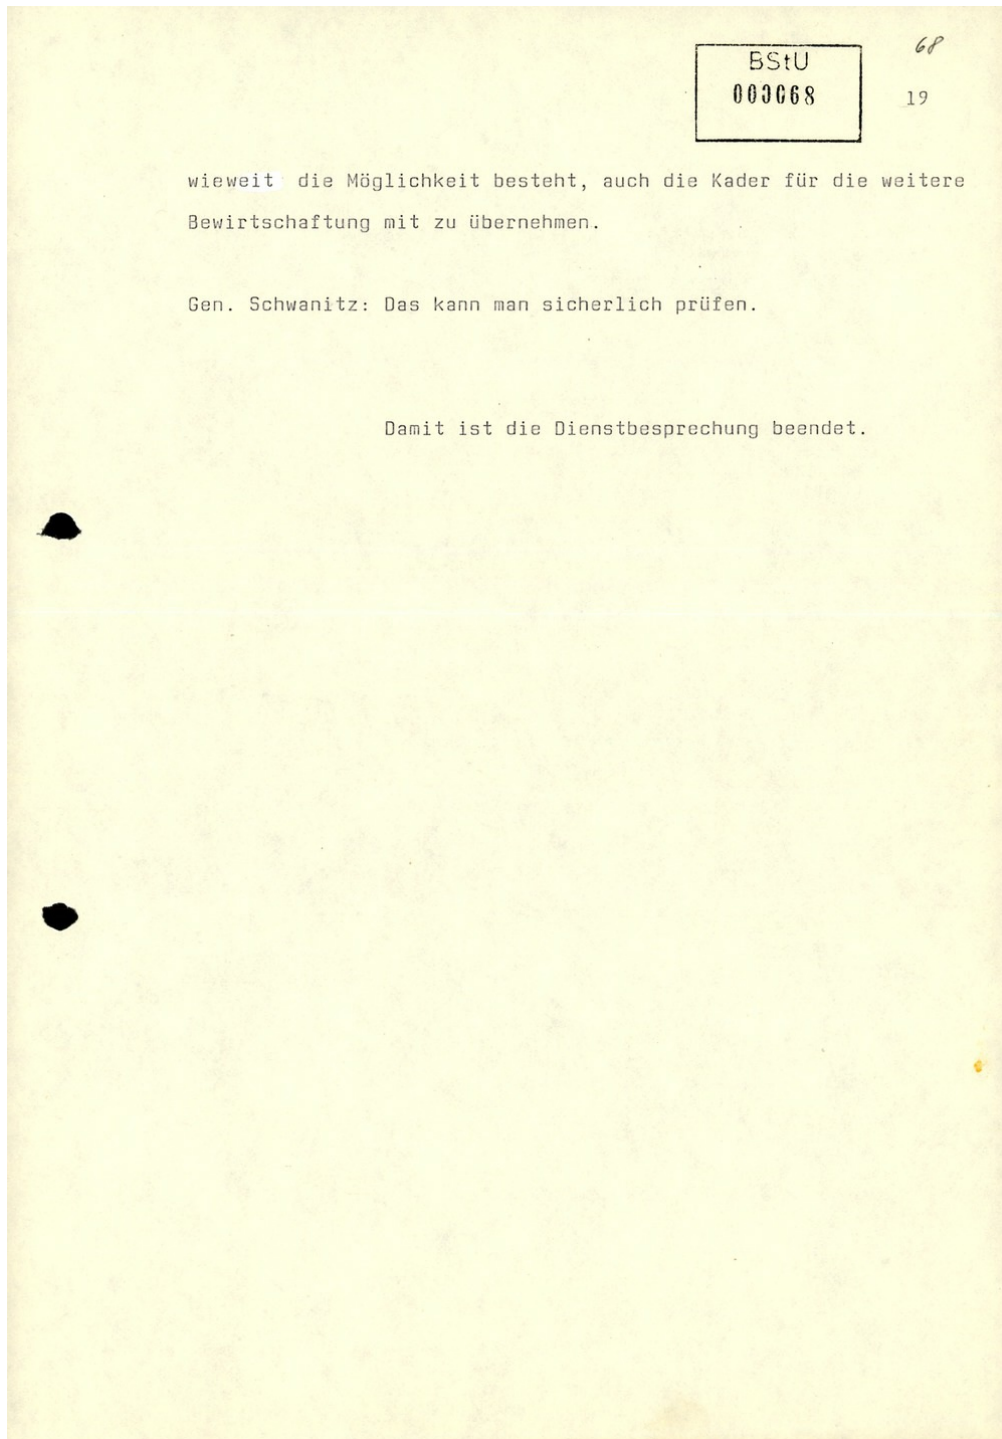 68
BStU
000068
19
wieweit die Möglichkeit besteht, auch die Kader für die weitere
Bewirtschaftung mit zu übernehmen.
Gen. Schwanitz: Das kann man sicherlich prüfen.
Damit ist die Dienstbesprechung beendet.